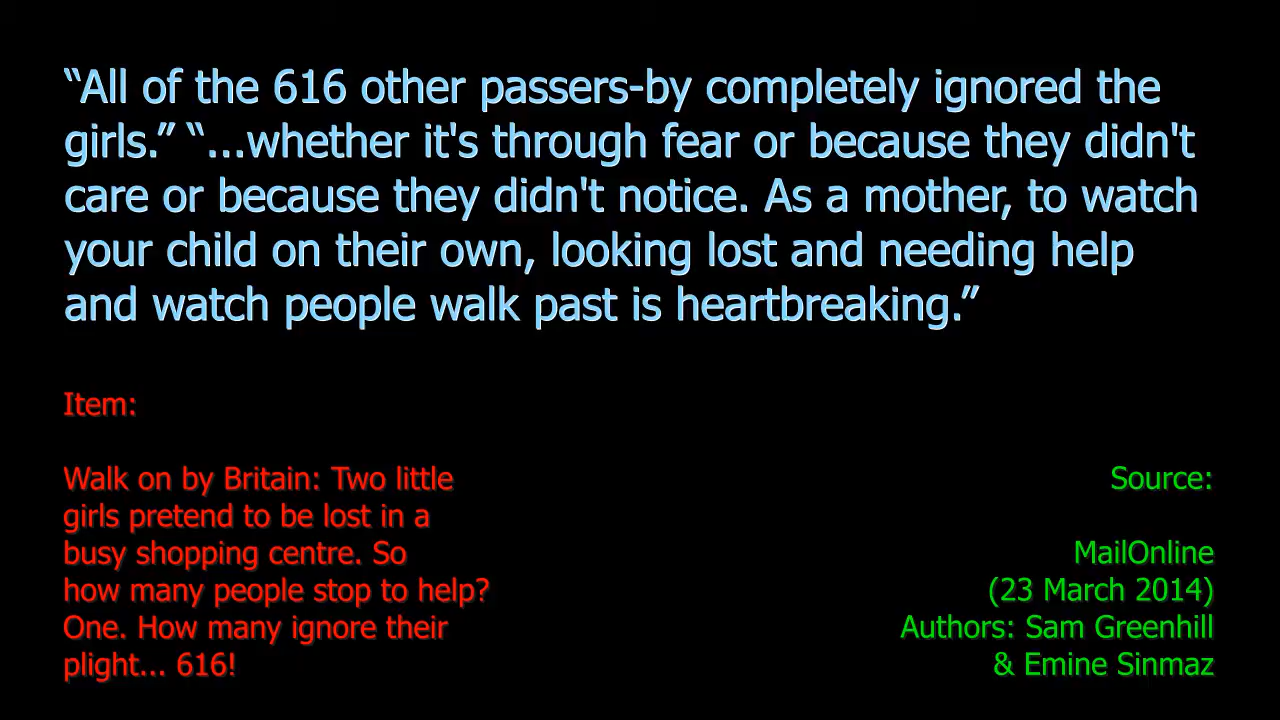 “All of the 616 other passers-by completely ignored the
girls.” “...whether it's through fear or because they didn't
care or because they didn't notice. As a mother, to watch
your child on their own, looking lost and needing help
and watch people walk past is heartbreaking.”
Item:
Walk on by Britain: Two little
girls pretend to be lost in a
busy shopping centre. So
how many people stop to help?
One. How many ignore their
plight... 616!
Source:
MailOnline
(23 March 2014)
Authors: Sam Greenhill
& Emine Sinmaz